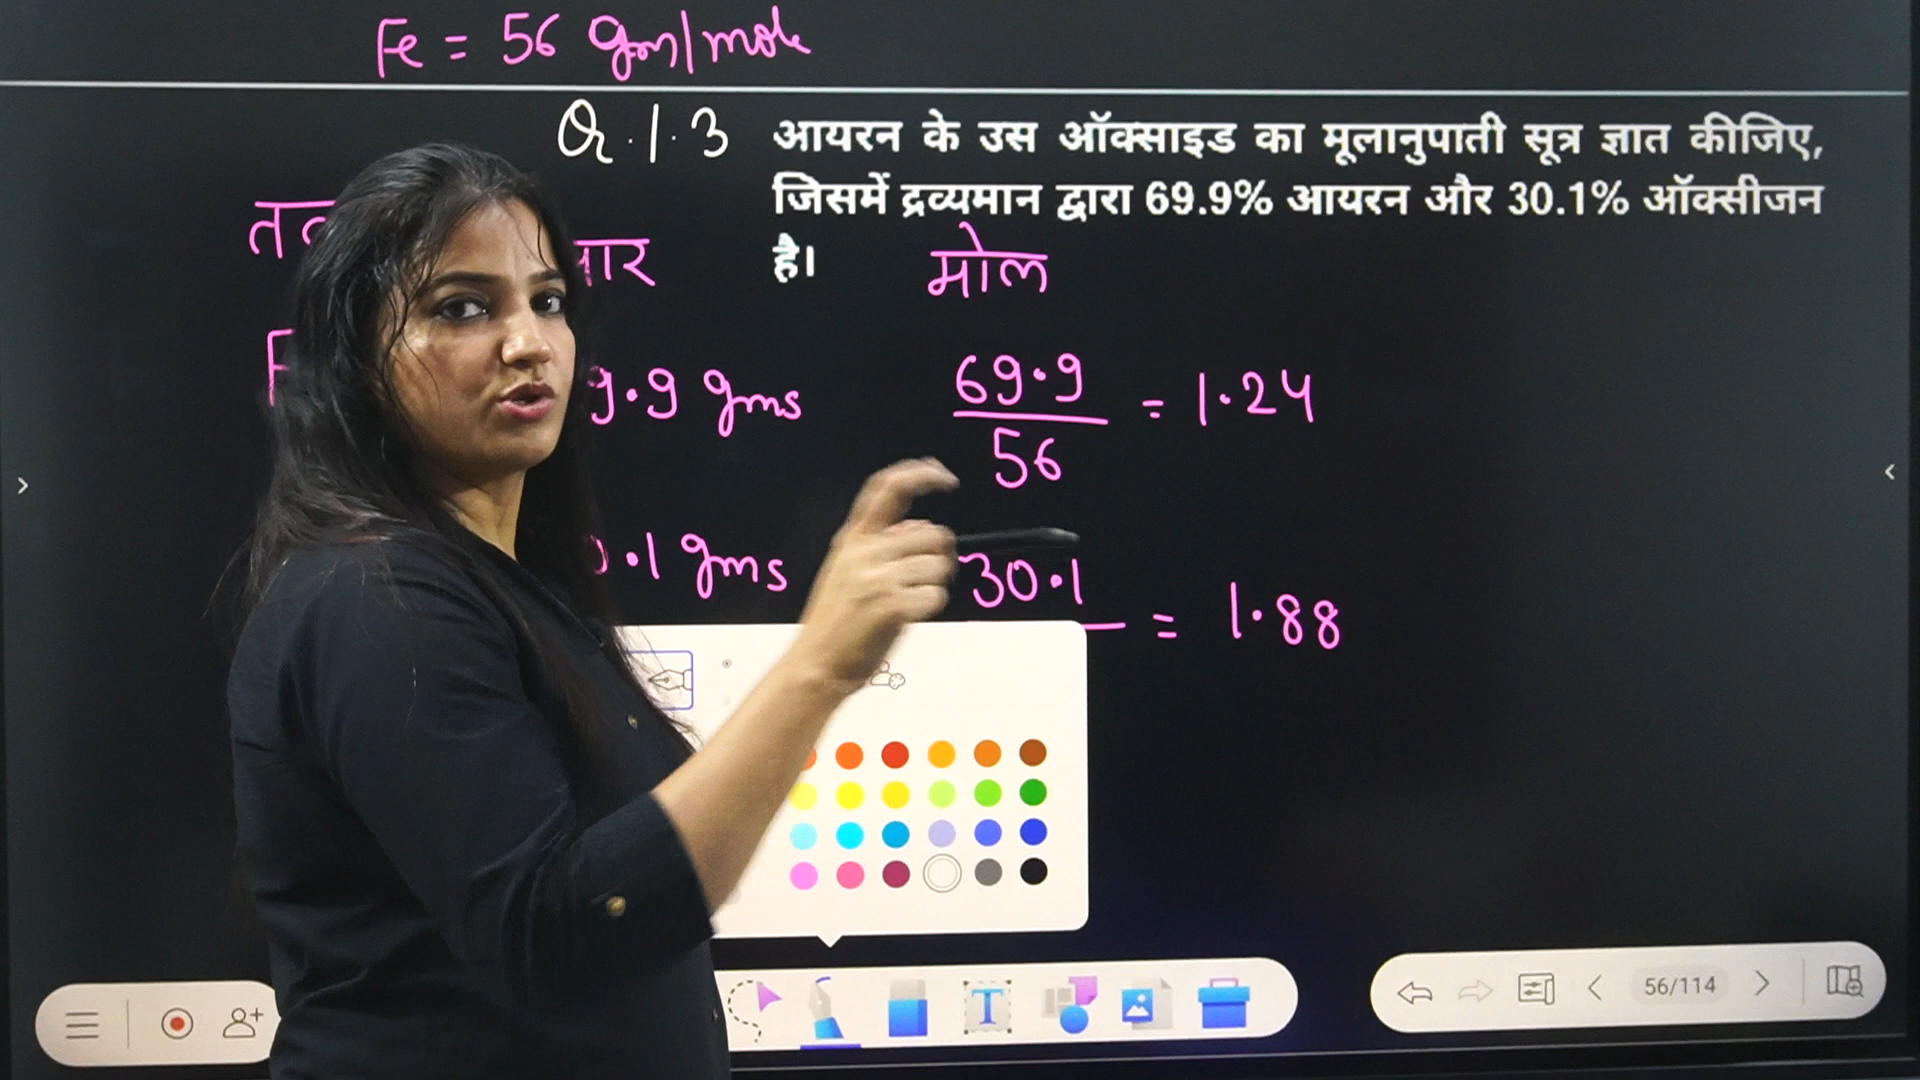 Fe = 56 gm/mole
Q.1.3 आयरन के उस ऑक्साइड का मूलानुपाती सूत्र ज्ञात कीजिए,
जिसमें द्रव्यमान द्वारा 69.9% आयरन और 30.1% ऑक्सीजन
है।
मोल
9.9 gms 69.9/56 = 1.24
.1 gms 30.1 = 1.88
T
56/114